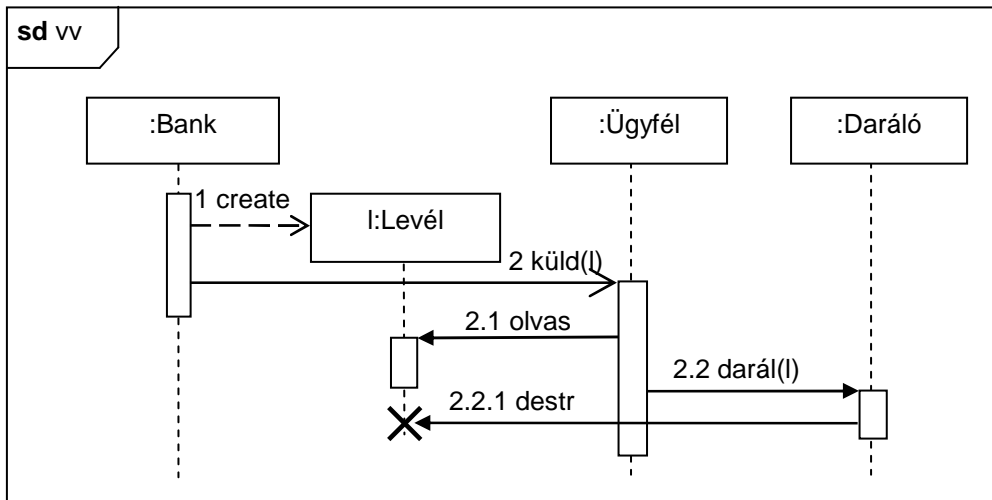 sd vv
:Bank
:Ügyfél
:Daráló
1 create
l:Levél
2 küld(l)
2.1 olvas
2.2 darál(l)
2.2.1 destr